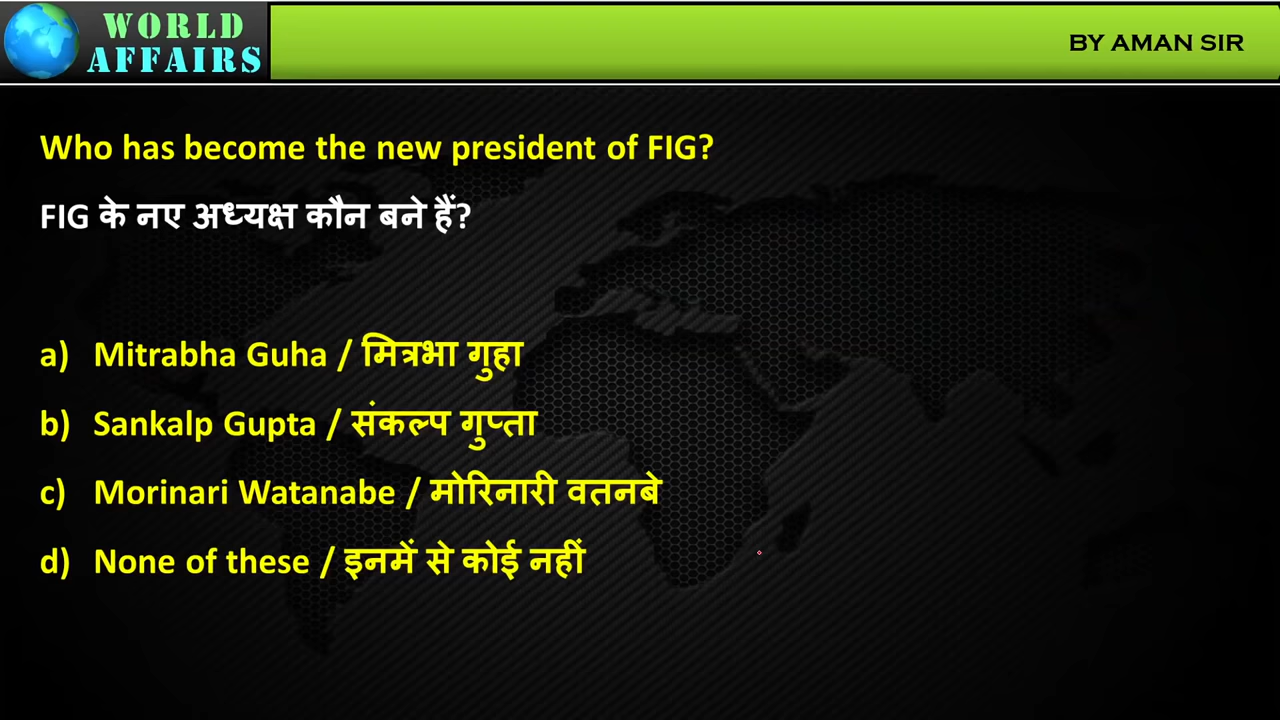 WORLD
AFFAIRS
BY AMAN SIR
Who has become the new president of FIG?
FIG के नए अध्यक्ष कौन बने हैं?
a) Mitrabha Guha / मित्रभा गुहा
b) Sankalp Gupta / संकल्प गुप्ता
c) Morinari Watanabe / मोरिनारी वतनबे
d) None of these / इनमें से कोई नहीं